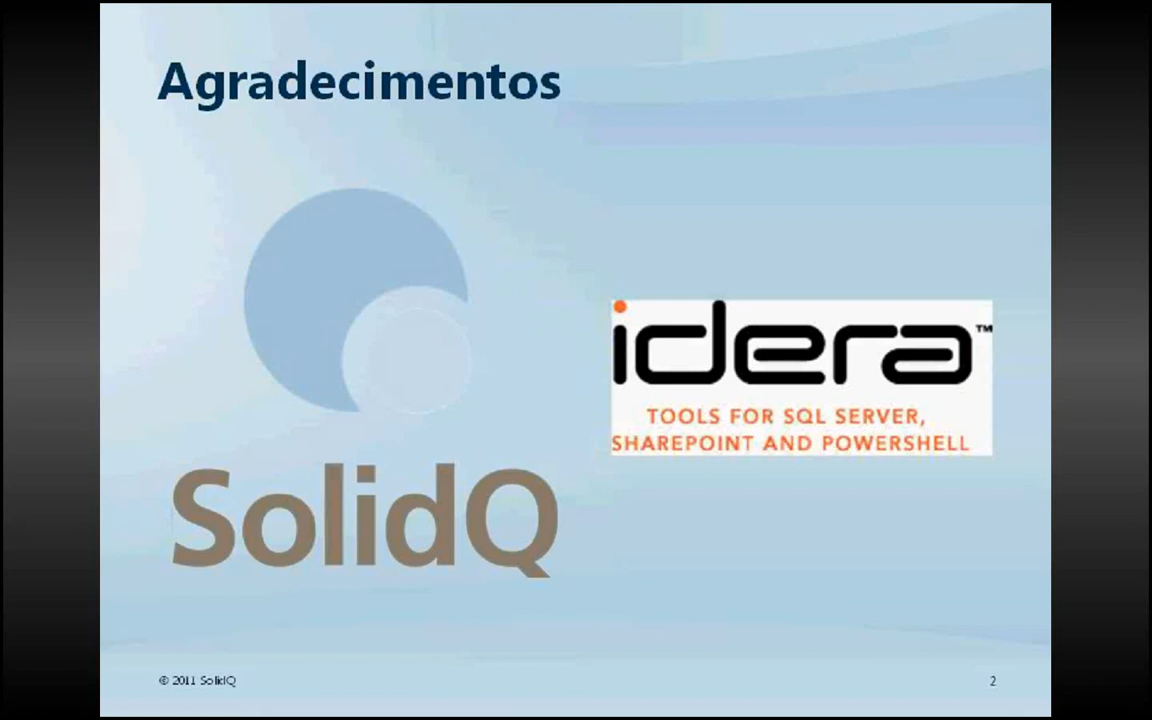 Agradecimentos
idera™
TOOLS FOR SQL SERVER,
SHAREPOINT AND POWERSHELL
SolidQ
© 2011 SolidQ
2